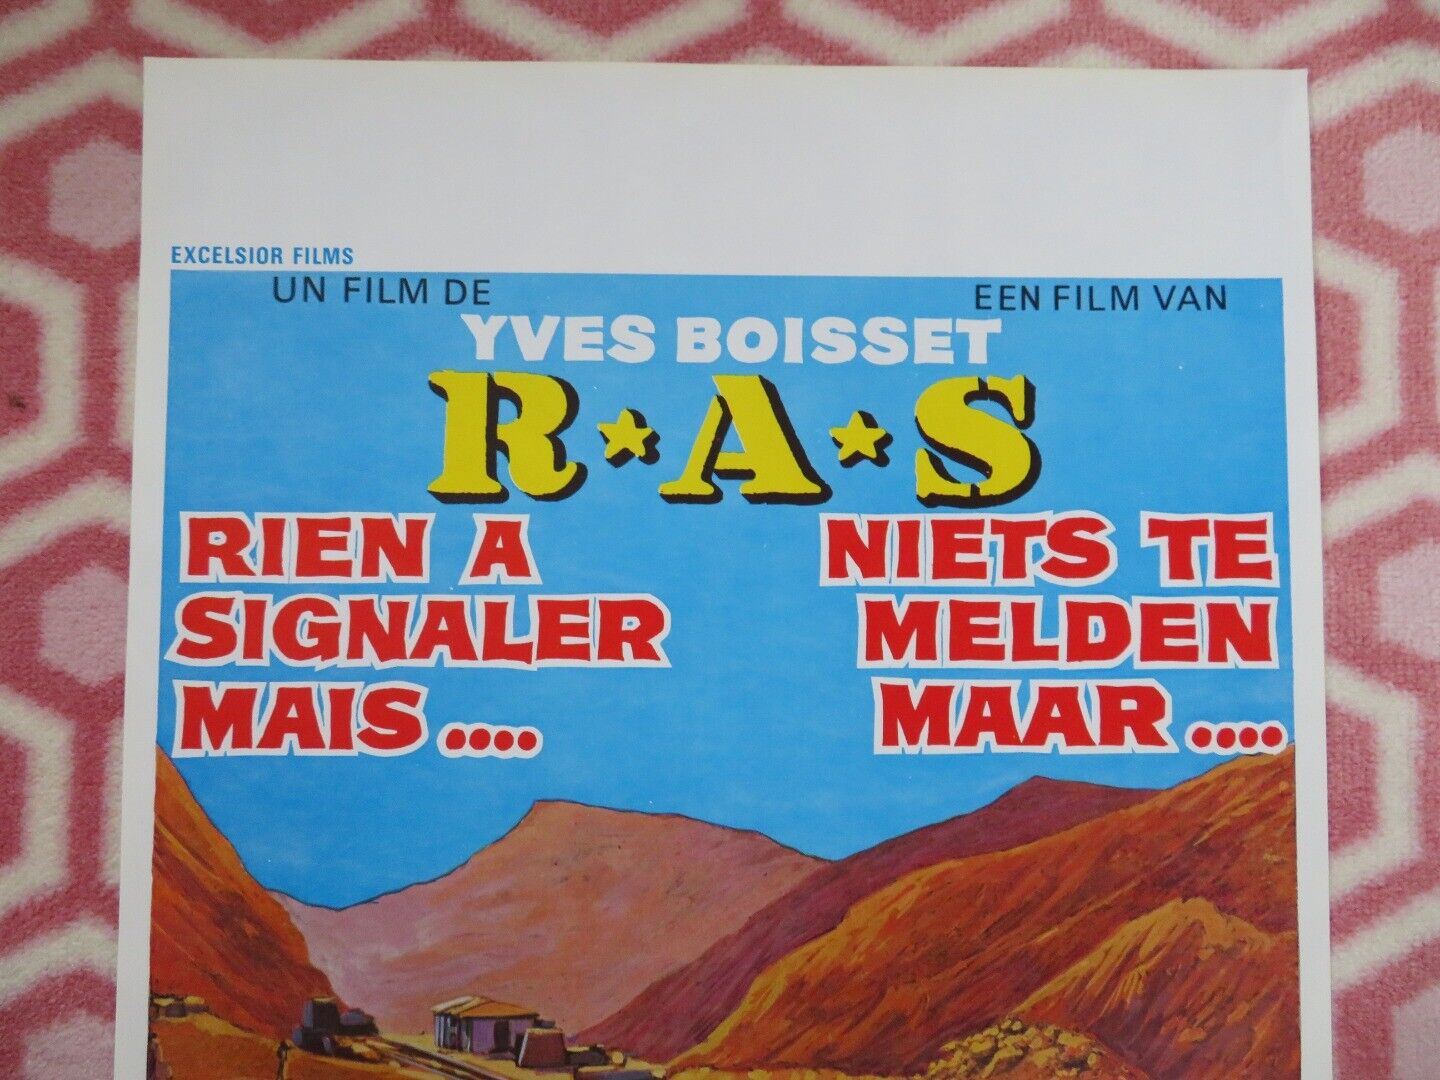 EXCELSIOR FILMS
UN FILM DE
EEN FILM VAN
YVES BOISSET
R★A★S
RIEN A
SIGNALER
MAIS ....
NIETS TE
MELDEN
MAAR ....